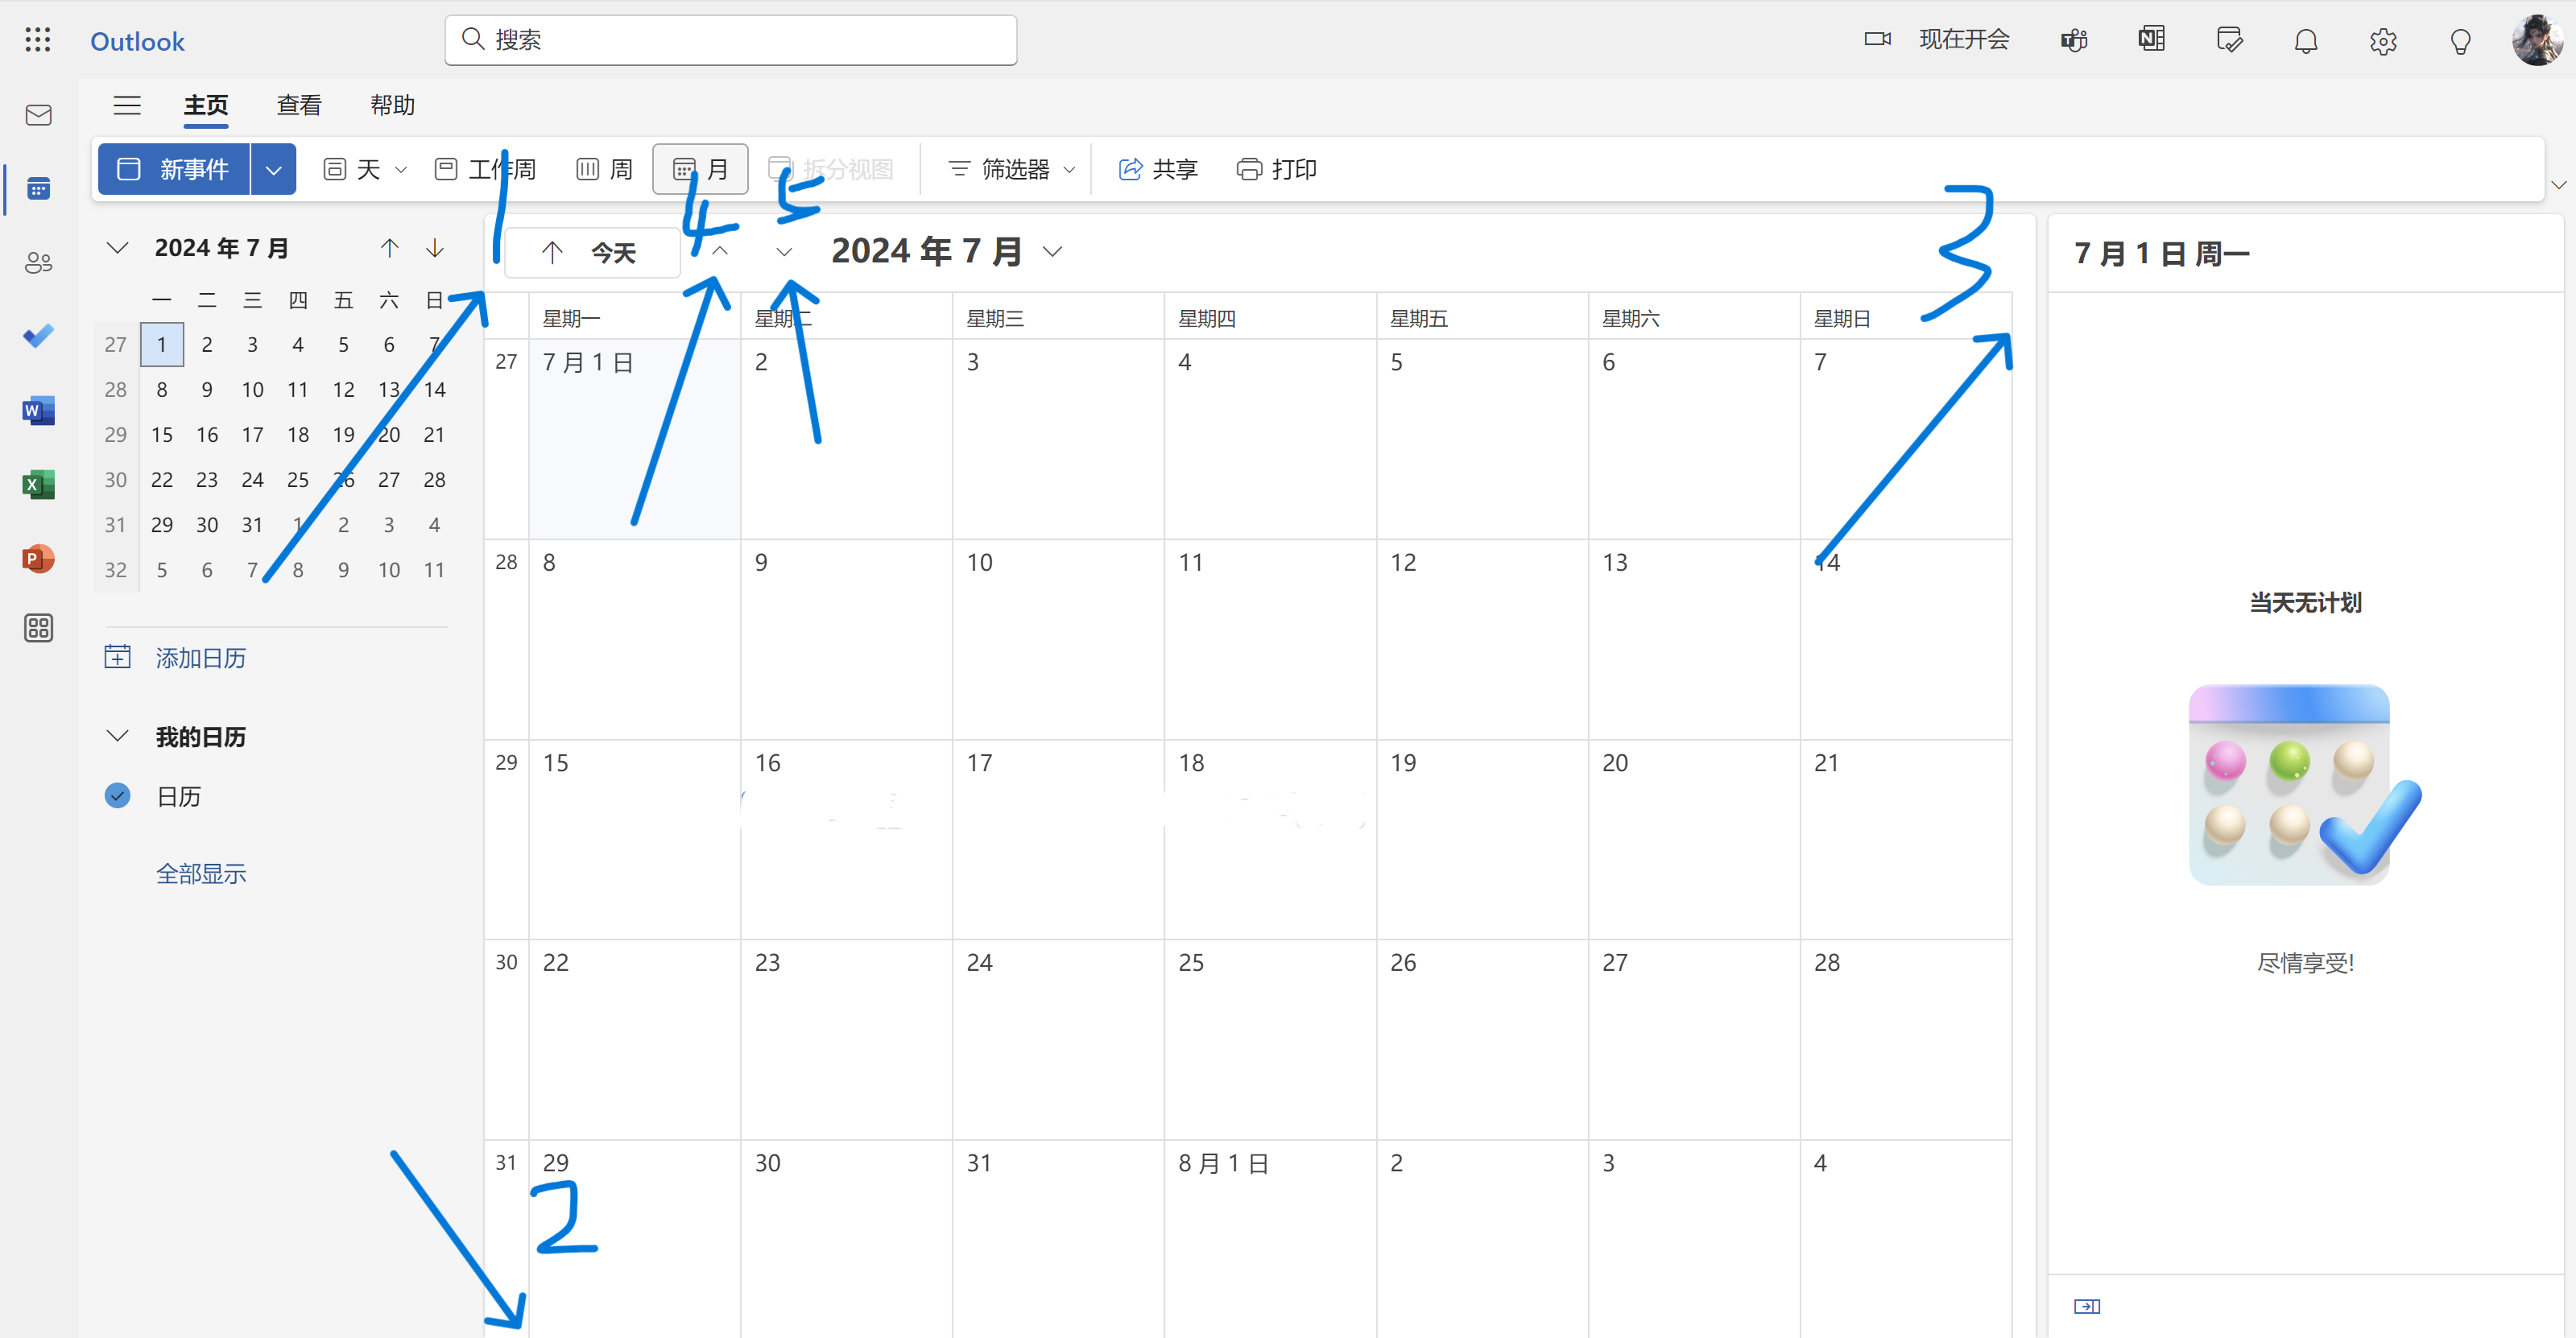 Outlook
搜索
现在开会
主页 查看 帮助
新事件 天 工作周 周 月 拆分视图 筛选器 共享 打印
1 4 5 3
2024 年 7 月
一 二 三 四 五 六 日
27 1 2 3 4 5 6 7
28 8 9 10 11 12 13 14
29 15 16 17 18 19 20 21
30 22 23 24 25 26 27 28
31 29 30 31 1 2 3 4
32 5 6 7 8 9 10 11
添加日历
我的日历
日历
全部显示
今天 2024 年 7 月
星期一 星期二 星期三 星期四 星期五 星期六 星期日
27 7 月 1 日 2 3 4 5 6 7
28 8 9 10 11 12 13 14
29 15 16 17 18 19 20 21
30 22 23 24 25 26 27 28
31 29 30 31 8 月 1 日 2 3 4
2
7 月 1 日 周一
当天无计划
尽情享受!